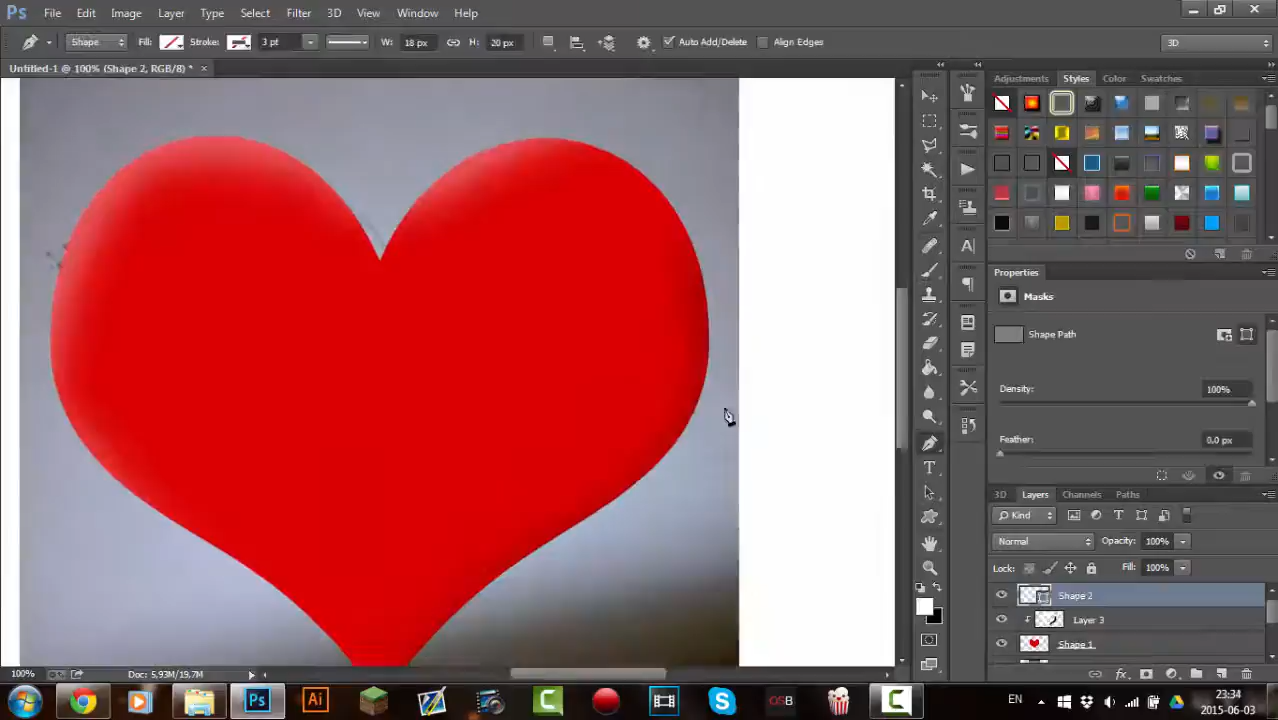 Ps File Edit Image Layer Type Select Filter 3D View Window Help
Shape Fill: Stroke: 3 pt W: 18 px H: 20 px Auto Add/Delete Align Edges 3D
Untitled-1 @ 100% (Shape 2, RGB/8) * ×
Adjustments Styles Color Swatches
Properties
Masks
Shape Path
Density: 100%
Feather: 0.0 px
3D Layers Channels Paths
Kind
Normal Opacity: 100%
Lock: Fill: 100%
Shape 2
Layer 3
Shape 1
100% Doc: 5,93M/19,7M
Ps Ai OSB EN 23:34
2015-06-03